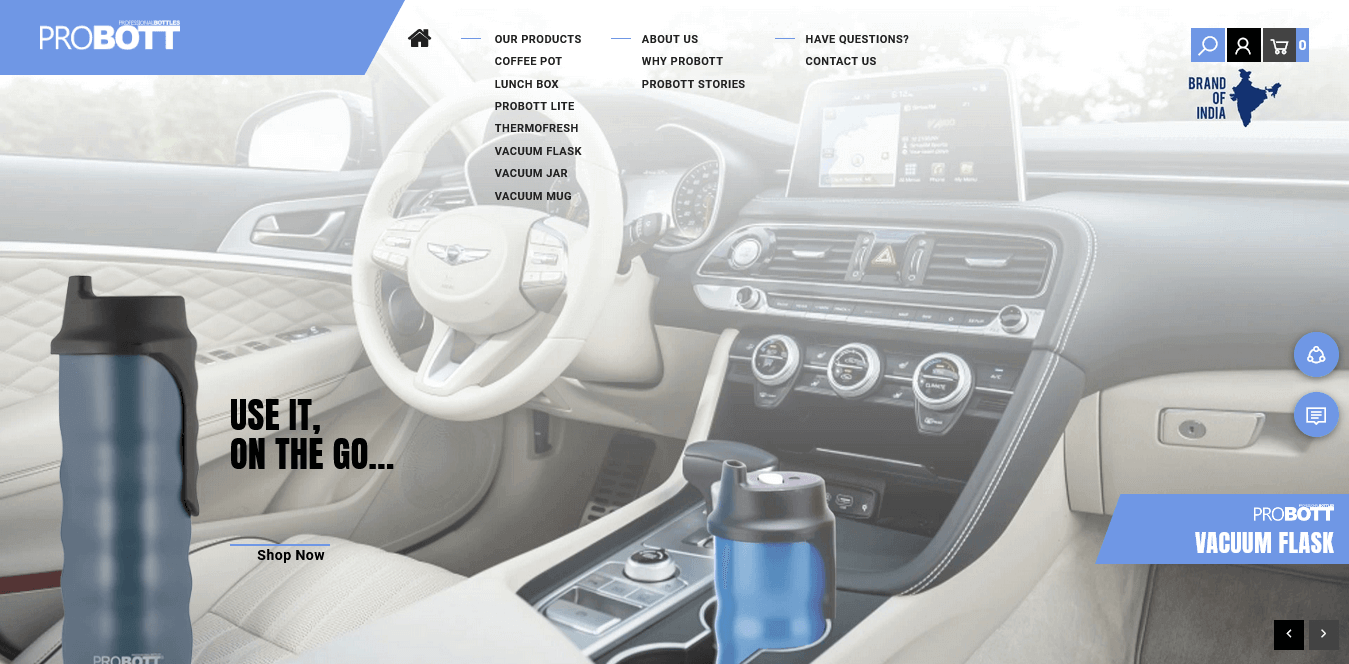 PROFESSIONALBOTTLES
PROBOTT
OUR PRODUCTS
COFFEE POT
LUNCH BOX
PROBOTT LITE
THERMOFRESH
VACUUM FLASK
VACUUM JAR
VACUUM MUG
ABOUT US
WHY PROBOTT
PROBOTT STORIES
HAVE QUESTIONS?
CONTACT US
0
BRAND
OF
INDIA
USE IT,
ON THE GO...
Shop Now
CLIMATE
PROBOTT
VACUUM FLASK
PROBOTT